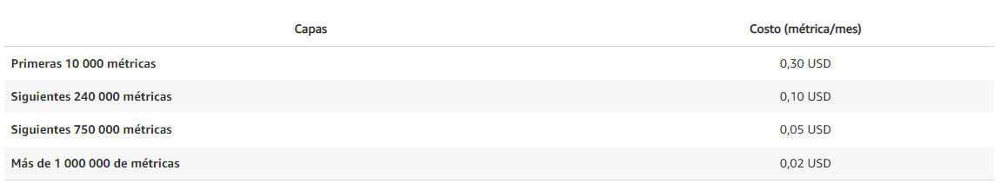 Capas Costo (métrica/mes)
Primeras 10 000 métricas 0,30 USD
Siguientes 240 000 métricas 0,10 USD
Siguientes 750 000 métricas 0,05 USD
Más de 1 000 000 de métricas 0,02 USD